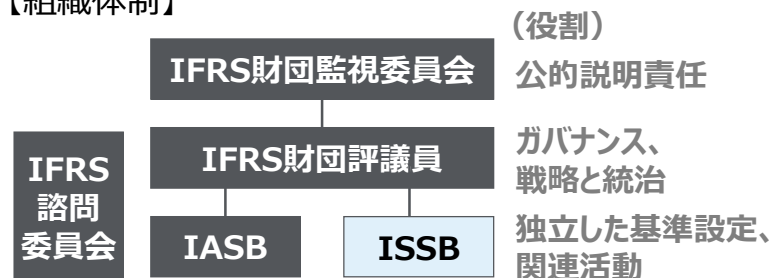 【組織体制】
（役割）
IFRS財団監視委員会
公的説明責任
IFRS
諮問
委員会
IFRS財団評議員
ガバナンス、
戦略と統治
IASB
ISSB
独立した基準設定、
関連活動